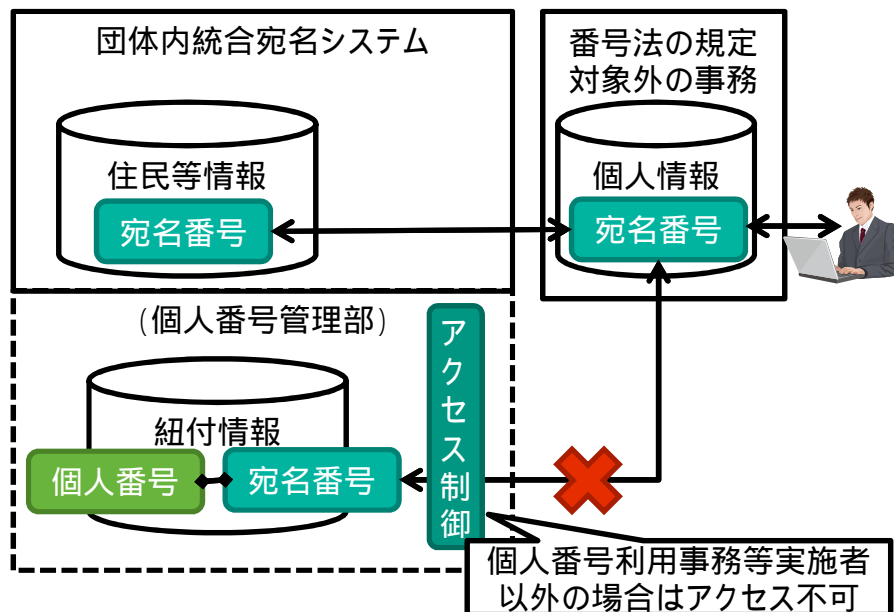 団体内統合宛名システム
住民等情報
宛名番号
番号法の規定
対象外の事務
個人情報
宛名番号
(個人番号管理部)
紐付情報
個人番号
宛名番号
アクセス制御
個人番号利用事務等実施者
以外の場合はアクセス不可